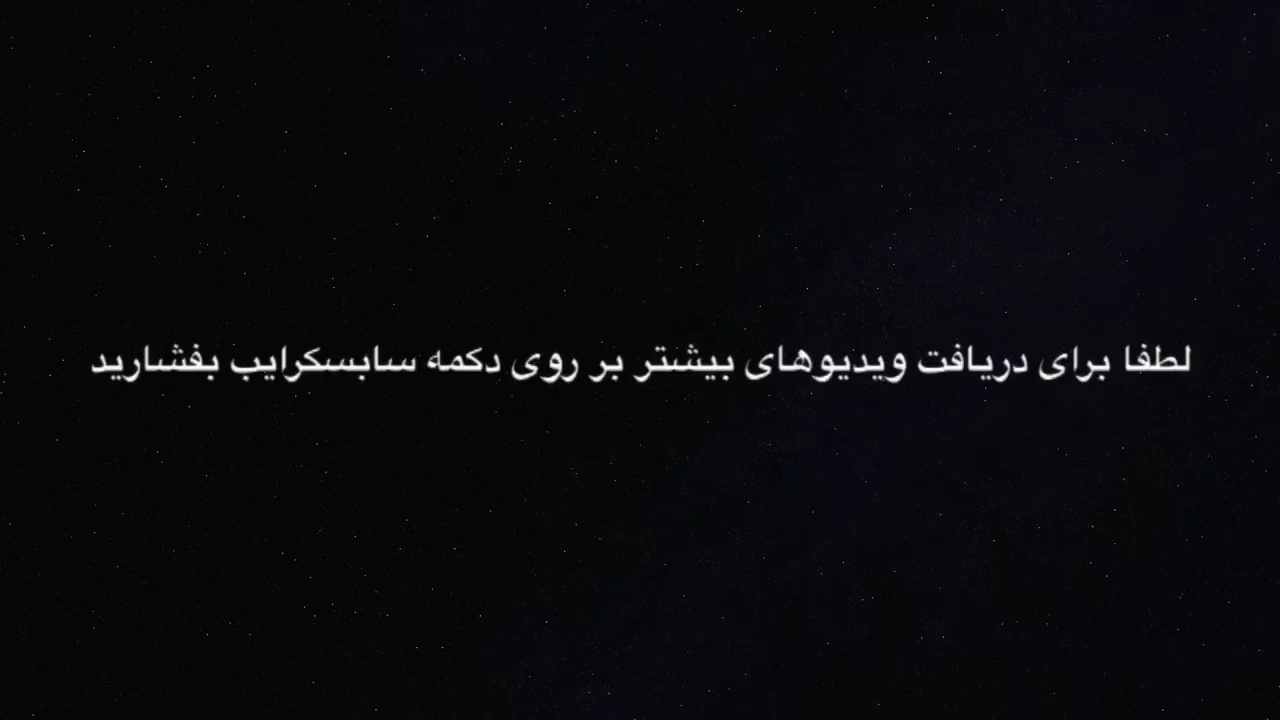 لطفا برای دریافت ویدیوهای بیشتر بر روی دکمه سابسکرایب بفشارید